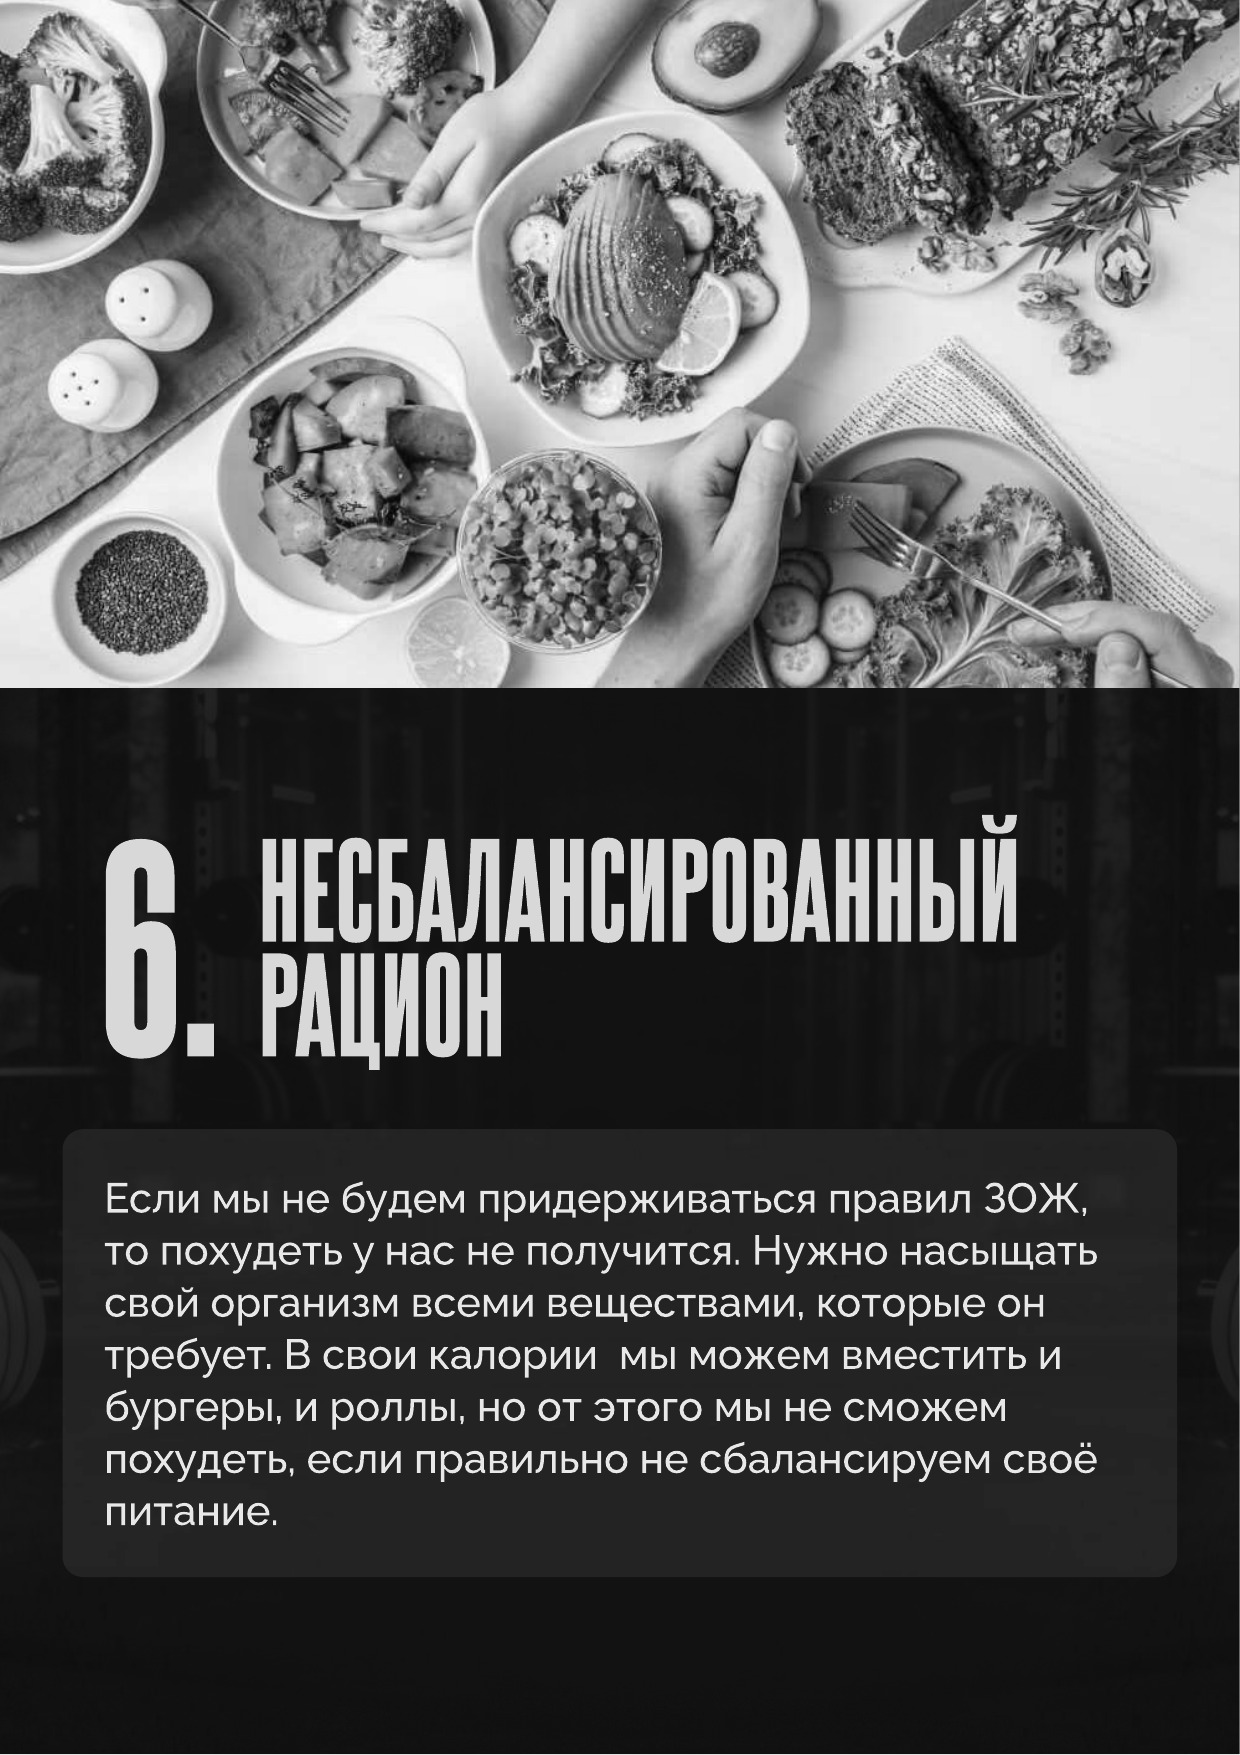 6. НЕСБАЛАНСИРОВАННЫЙ
РАЦИОН
Если мы не будем придерживаться правил ЗОЖ,
то похудеть у нас не получится. Нужно насыщать
свой организм всеми веществами, которые он
требует. В свои калории  мы можем вместить и
бургеры, и роллы, но от этого мы не сможем
похудеть, если правильно не сбалансируем своё
питание.